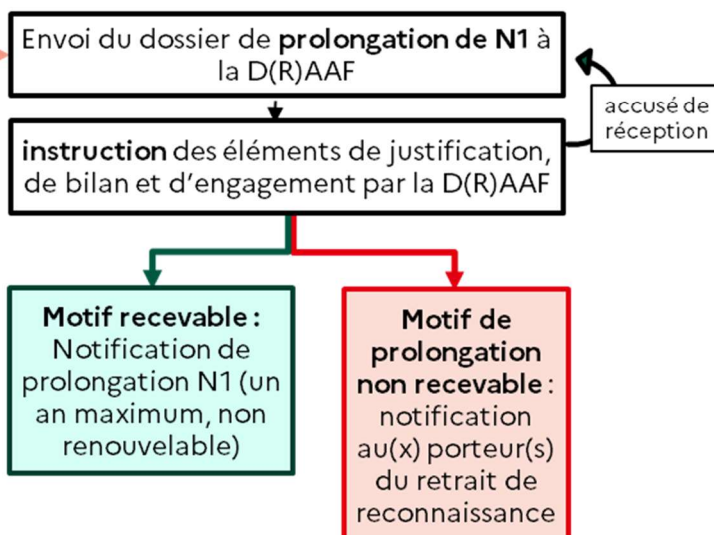 Envoi du dossier de prolongation de N1 à
la D(R)AAF
accusé de
réception
instruction des éléments de justification,
de bilan et d'engagement par la D(R)AAF
Motif recevable :
Notification de
prolongation N1 (un
an maximum, non
renouvelable)
Motif de
prolongation
non recevable :
notification
au(x) porteur(s)
du retrait de
reconnaissance